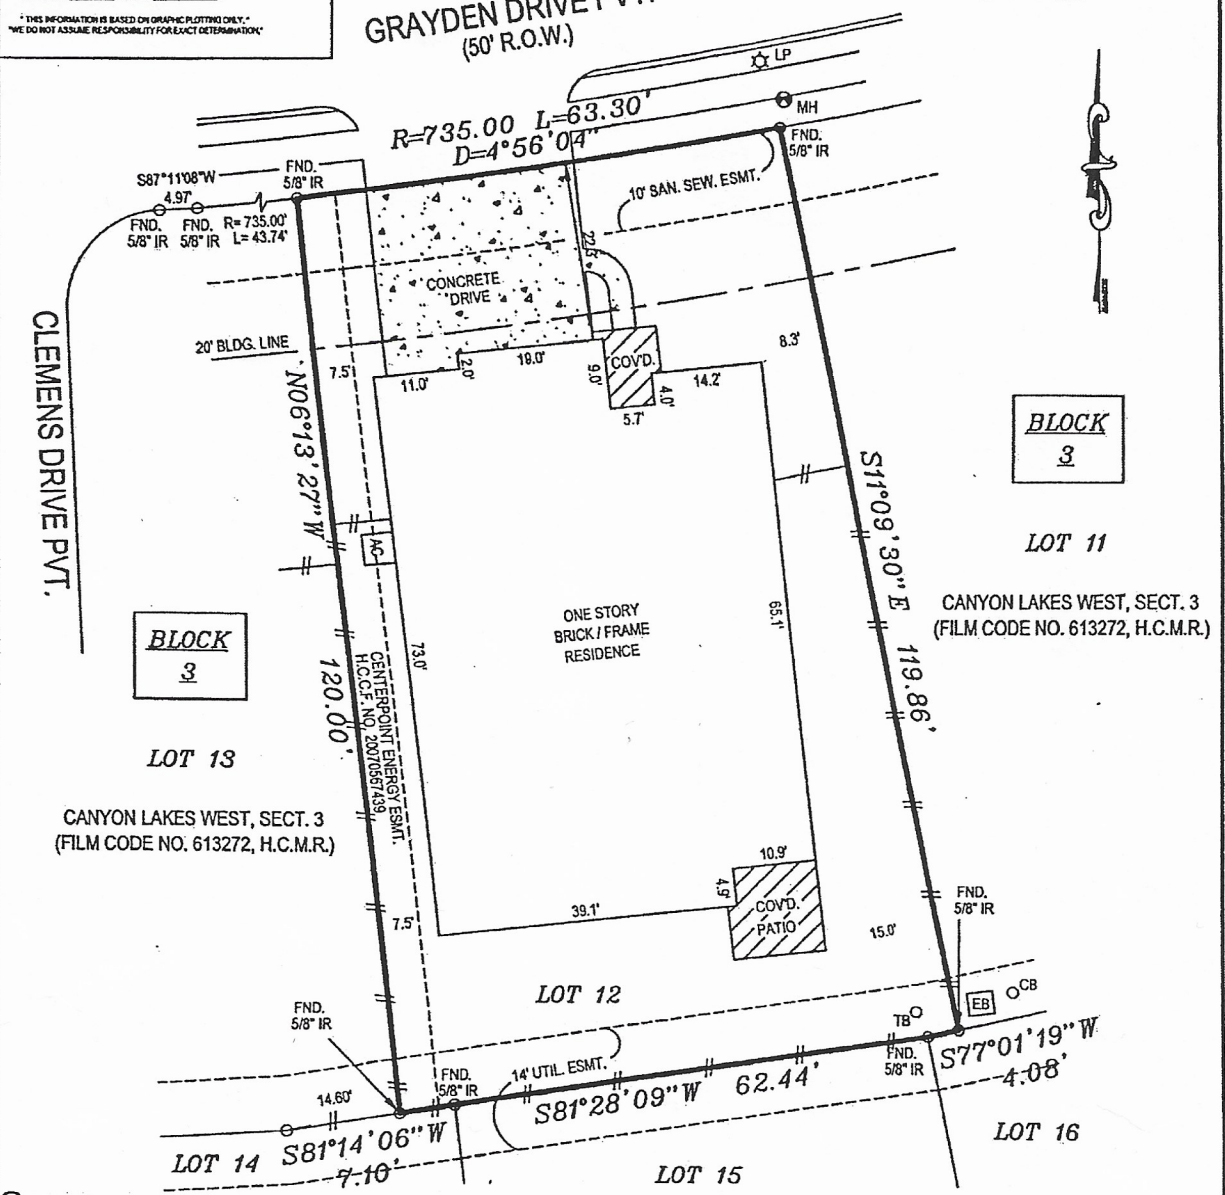 " THIS INFORMATION IS BASED ON GRAPHIC PLOTTING ONLY."
"WE DO NOT ASSUME RESPONSIBILITY FOR EXACT DETERMINATION."
GRAYDEN DRIVE PVT.
(50' R.O.W.)
LP
MH
R=735.00 L=63.30'
D=4°56'04"
FND.
5/8" IR
FND.
5/8" IR
S87°11'08"W
4.97'
FND.
5/8" IR
FND.
5/8" IR
R= 735.00'
L= 43.74'
10' SAN. SEW. ESMT.
22.3'
CONCRETE
DRIVE
20' BLDG. LINE
7.5'
11.0'
2.0'
19.0'
9.0'
COV'D.
5.7'
4.0'
14.2'
8.3'
CLEMENS DRIVE PVT.
N06°13'27"W
120.00'
S11°09'30"E
119.86'
BLOCK
3
LOT 11
CANYON LAKES WEST, SECT. 3
(FILM CODE NO. 613272, H.C.M.R.)
AC
ONE STORY
BRICK / FRAME
RESIDENCE
65.1'
73.0'
CENTERPOINT ENERGY ESMT.
H.C.C.F. NO. 20070567439
BLOCK
3
LOT 13
CANYON LAKES WEST, SECT. 3
(FILM CODE NO. 613272, H.C.M.R.)
10.9'
4.9'
COV'D.
PATIO
39.1'
7.5'
15.0'
FND.
5/8" IR
LOT 12
FND.
5/8" IR
TB
EB
CB
FND.
5/8" IR
14' UTIL. ESMT.
FND.
5/8" IR
S77°01'19"W
4.08'
14.60'
S81°28'09"W 62.44'
S81°14'06"W
7.10'
LOT 14
LOT 15
LOT 16